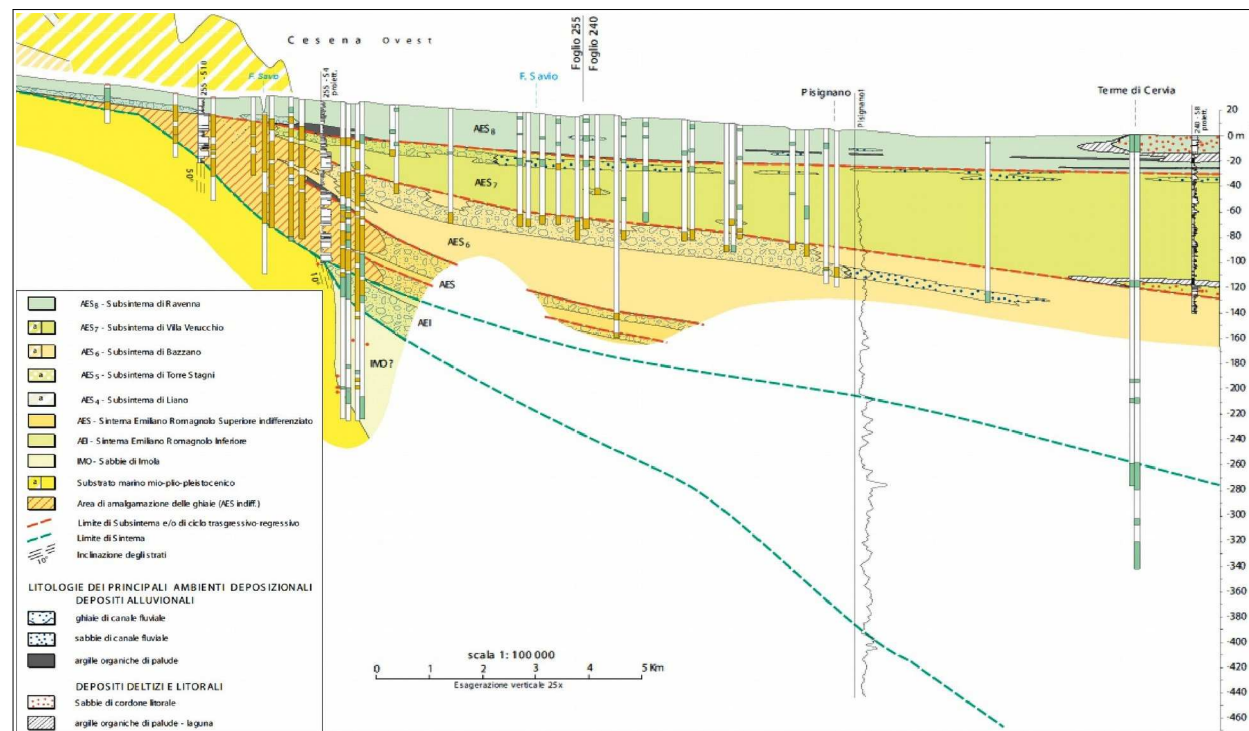 Cesena Ovest
F. Savio
255 - S10
255 - S4
proiett.
F. Savio
Foglio 255
Foglio 240
Pisignano
Pisignano1
Terme di Cervia
240 - S8
proiett.
20
0 m
-20
-40
-60
-80
-100
-120
-140
-160
-180
-200
-220
-240
-260
-280
-300
-320
-340
-360
-380
-400
-420
-440
-460
AES8
AES7
AES6
AES
AEI
IMO?
50°
10°
AES8 - Subsintema di Ravenna
a AES7 - Subsintema di Villa Verucchio
a AES6 - Subsintema di Bazzano
a AES5 - Subsintema di Torre Stagni
a AES4 - Subsintema di Liano
AES - Sintema Emiliano Romagnolo Superiore indifferenziato
AEI - Sintema Emiliano Romagnolo Inferiore
IMO - Sabbie di Imola
a Substrato marino mio-plio-pleistocenico
Area di amalgamazione delle ghiaie (AES indiff.)
Limite di Subsintema e/o di ciclo trasgressivo-regressivo
Limite di Sintema
10° Inclinazione degli strati
LITOLOGIE DEI PRINCIPALI AMBIENTI DEPOSIZIONALI
DEPOSITI ALLUVIONALI
ghiaie di canale fluviale
sabbie di canale fluviale
argille organiche di palude
DEPOSITI DELTIZI E LITORALI
Sabbie di cordone litorale
argille organiche di palude - laguna
scala 1: 100 000
0 1 2 3 4 5 Km
Esagerazione verticale 25x